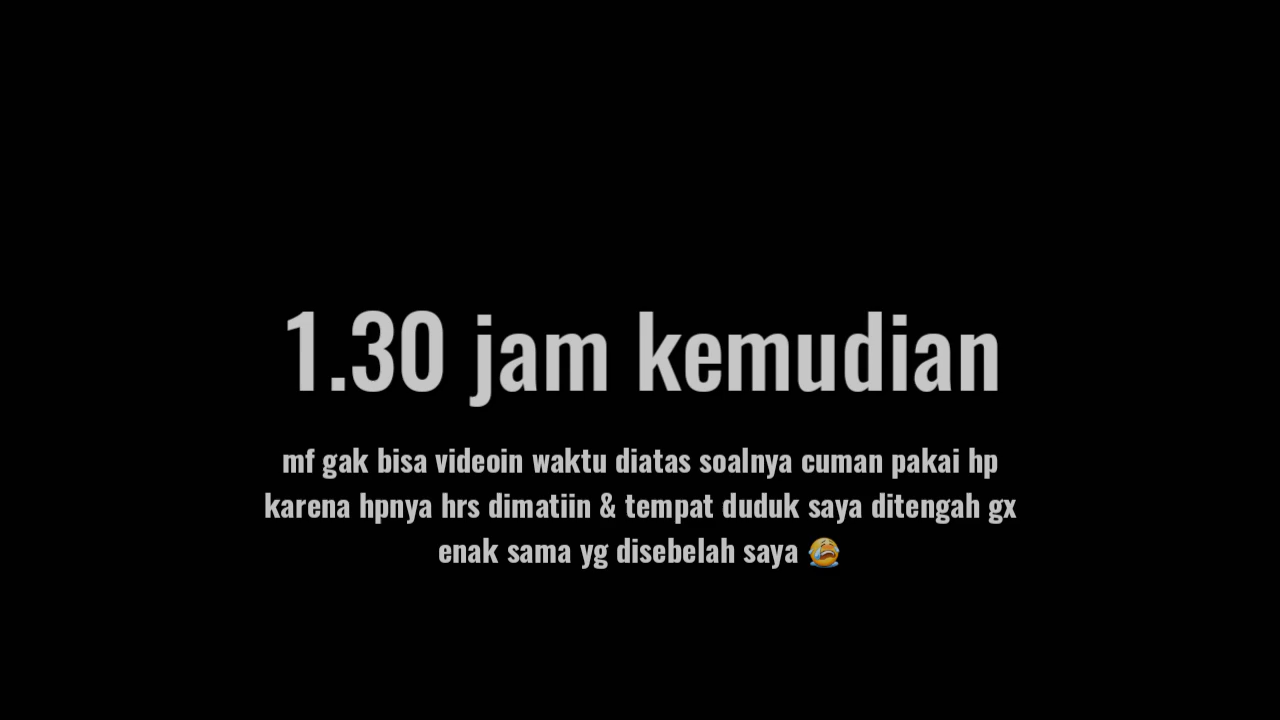 1.30 jam kemudian
mf gak bisa videoin waktu diatas soalnya cuman pakai hp
karena hpnya hrs dimatiin & tempat duduk saya ditengah gx
enak sama yg disebelah saya 😭